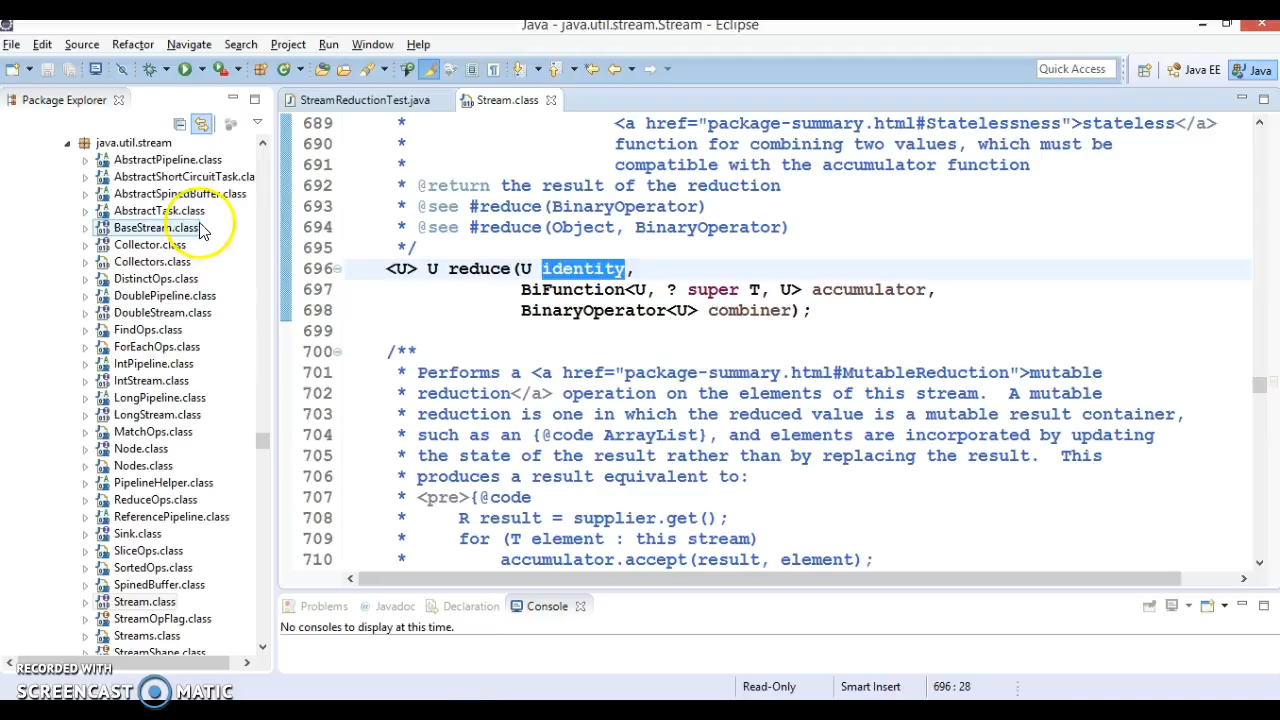 Java - java.util.stream.Stream - Eclipse
File Edit Source Refactor Navigate Search Project Run Window Help
Quick Access Java EE Java
Package Explorer
StreamReductionTest.java Stream.class
java.util.stream
AbstractPipeline.class
AbstractShortCircuitTask.cla
AbstractSpinedBuffer.class
AbstractTask.class
BaseStream.class
Collector.class
Collectors.class
DistinctOps.class
DoublePipeline.class
DoubleStream.class
FindOps.class
ForEachOps.class
IntPipeline.class
IntStream.class
LongPipeline.class
LongStream.class
MatchOps.class
Node.class
Nodes.class
PipelineHelper.class
ReduceOps.class
ReferencePipeline.class
Sink.class
SliceOps.class
SortedOps.class
SpinedBuffer.class
Stream.class
StreamOpFlag.class
Streams.class
StreamShape.class
689 * <a href="package-summary.html#Statelessness">stateless</a>
690 * function for combining two values, which must be
691 * compatible with the accumulator function
692 * @return the result of the reduction
693 * @see #reduce(BinaryOperator)
694 * @see #reduce(Object, BinaryOperator)
695 */
696 <U> U reduce(U identity,
697 BiFunction<U, ? super T, U> accumulator,
698 BinaryOperator<U> combiner);
699
700 /**
701 * Performs a <a href="package-summary.html#MutableReduction">mutable
702 * reduction</a> operation on the elements of this stream. A mutable
703 * reduction is one in which the reduced value is a mutable result container,
704 * such as an {@code ArrayList}, and elements are incorporated by updating
705 * the state of the result rather than by replacing the result. This
706 * produces a result equivalent to:
707 * <pre>{@code
708 * R result = supplier.get();
709 * for (T element : this stream)
710 * accumulator.accept(result, element);
Problems @ Javadoc Declaration Console
No consoles to display at this time.
Read-Only Smart Insert 696 : 28
RECORDED WITH
SCREENCAST MATIC